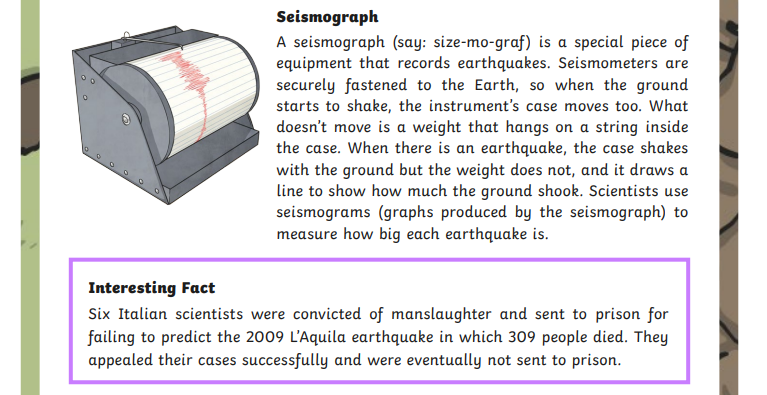 Seismograph
A seismograph (say: size-mo-graf) is a special piece of
equipment that records earthquakes. Seismometers are
securely fastened to the Earth, so when the ground
starts to shake, the instrument's case moves too. What
doesn't move is a weight that hangs on a string inside
the case. When there is an earthquake, the case shakes
with the ground but the weight does not, and it draws a
line to show how much the ground shook. Scientists use
seismograms (graphs produced by the seismograph) to
measure how big each earthquake is.
Interesting Fact
Six Italian scientists were convicted of manslaughter and sent to prison for
failing to predict the 2009 L'Aquila earthquake in which 309 people died. They
appealed their cases successfully and were eventually not sent to prison.